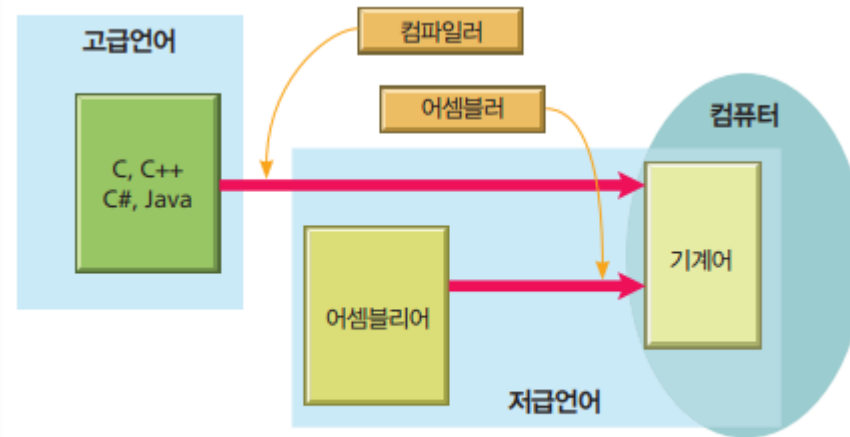 고급언어
컴파일러
어셈블러
컴퓨터
C, C++
C#, Java
기계어
어셈블리어
저급언어